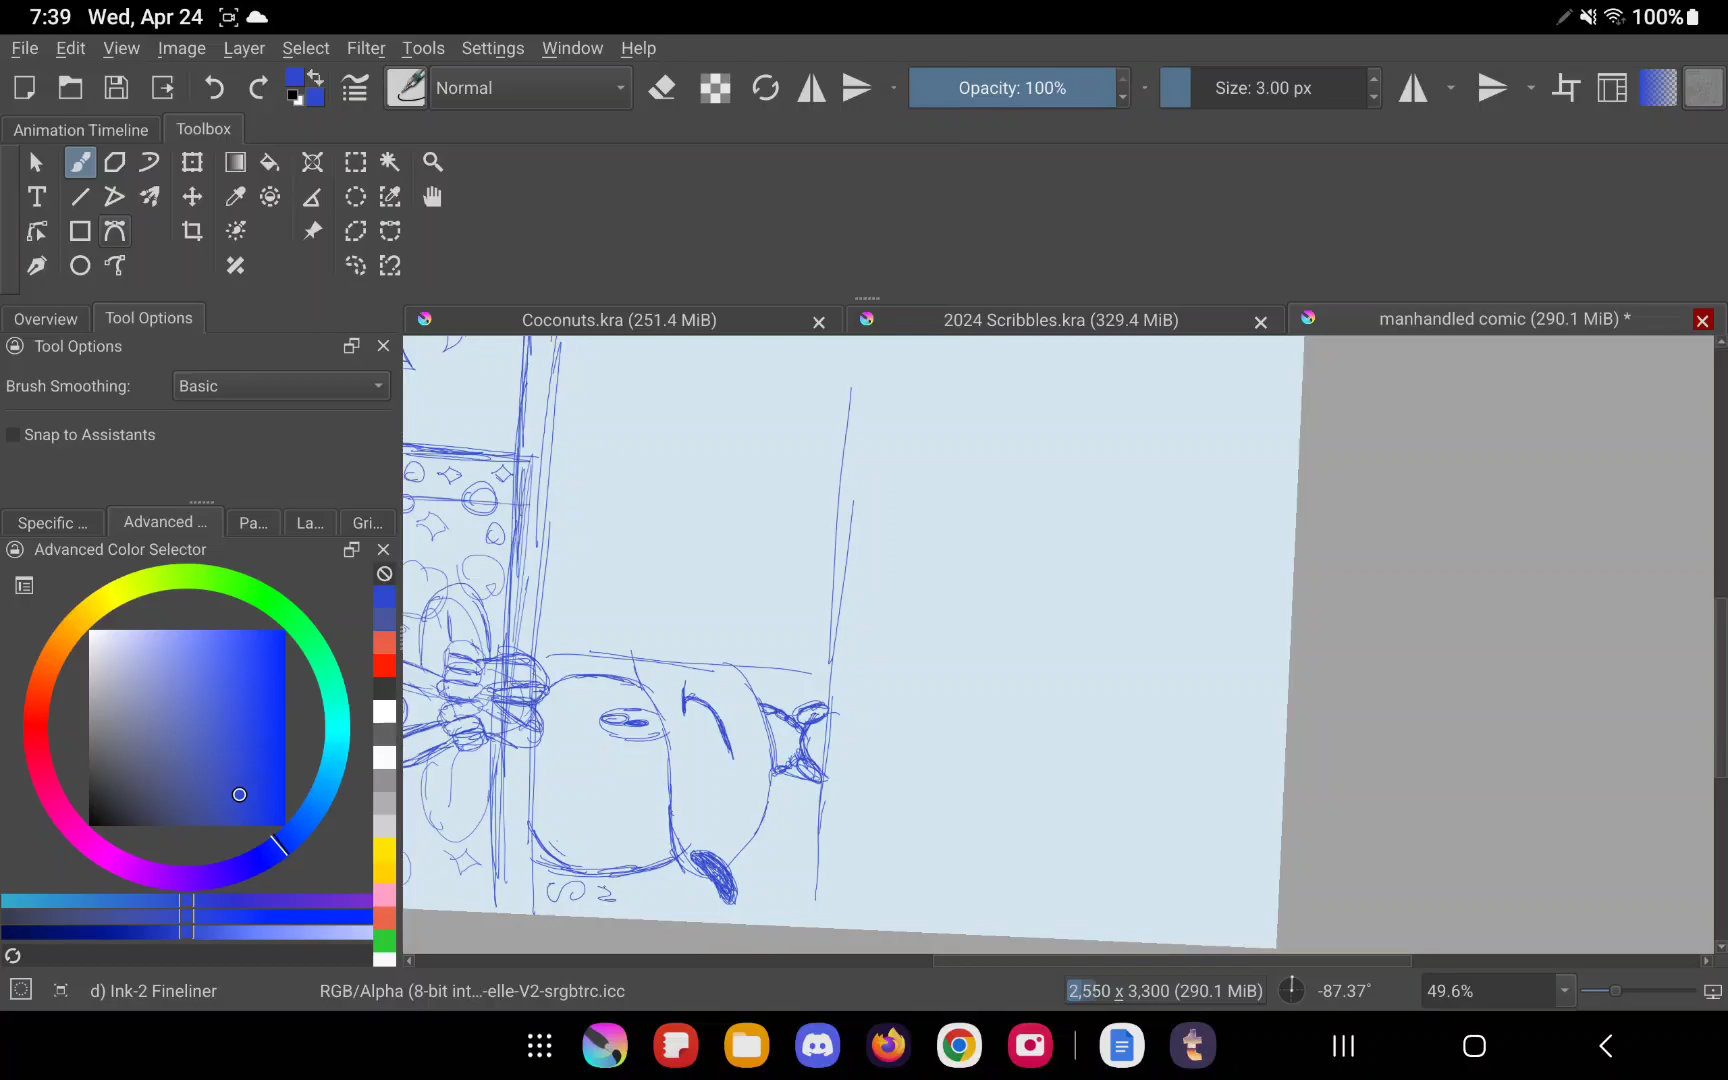 7:39 Wed, Apr 24
100%
File Edit View Image Layer Select Filter Tools Settings Window Help
Normal
Opacity: 100%
Size: 3.00 px
Animation Timeline
Toolbox
Overview
Tool Options
Coconuts.kra (251.4 MiB)
2024 Scribbles.kra (329.4 MiB)
manhandled comic (290.1 MiB) *
Tool Options
Brush Smoothing:
Basic
Snap to Assistants
Specific ...
Advanced ...
Pa...
La...
Gri...
Advanced Color Selector
d) Ink-2 Fineliner
RGB/Alpha (8-bit int...-elle-V2-srgbtrc.icc
2,550 x 3,300 (290.1 MiB)
-87.37°
49.6%